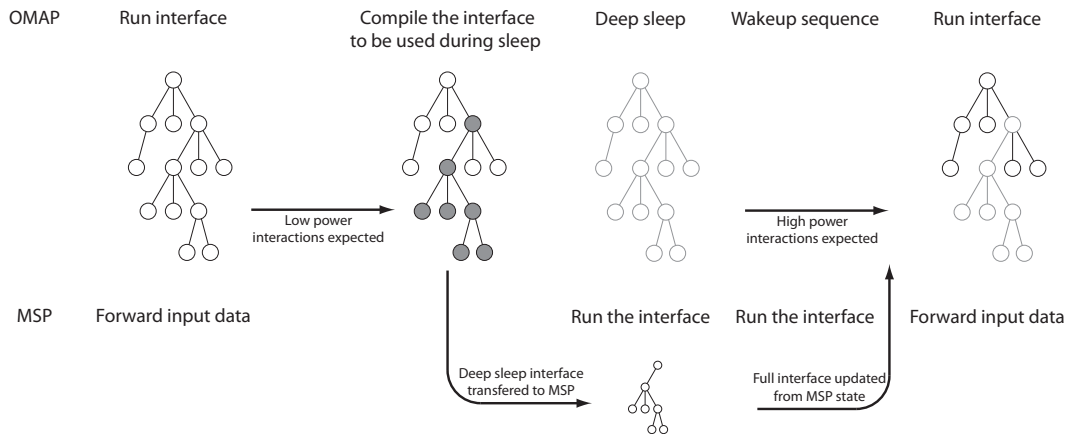 OMAP
Run interface
Compile the interface
to be used during sleep
Deep sleep
Wakeup sequence
Run interface
Low power
interactions expected
High power
interactions expected
MSP
Forward input data
Run the interface
Run the interface
Forward input data
Deep sleep interface
transfered to MSP
Full interface updated
from MSP state